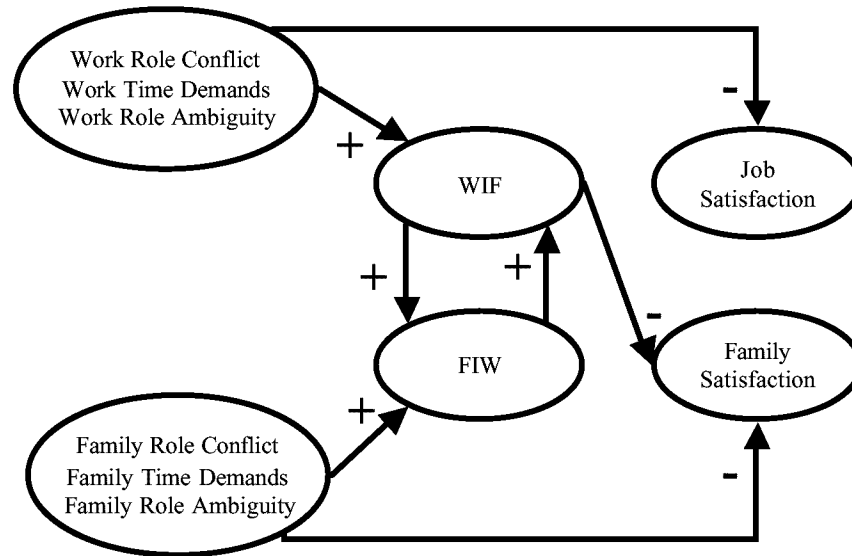 Work Role Conflict
Work Time Demands
Work Role Ambiguity
-
+
WIF
Job
Satisfaction
+
+
-
FIW
Family
Satisfaction
+
Family Role Conflict
Family Time Demands
Family Role Ambiguity
-